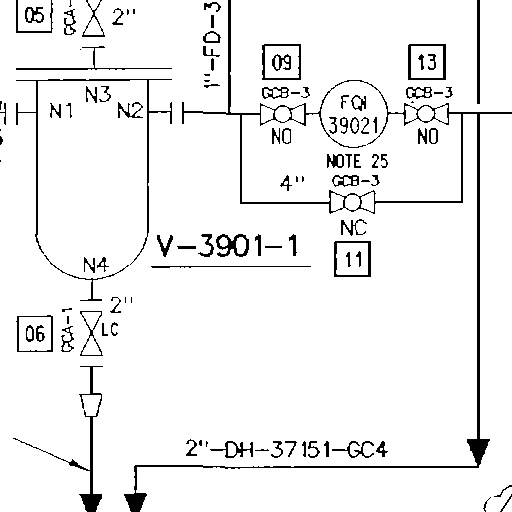 05
GCA-
2"
1"-FD-3
09
13
GCB-3
GCB-3
N3
N1
N2
FQI
39021
NO
NO
NOTE 25
4"
GCB-3
NC
V-3901-1
11
N4
2"
06
GCA-1
LC
2"-DH-37151-GC4